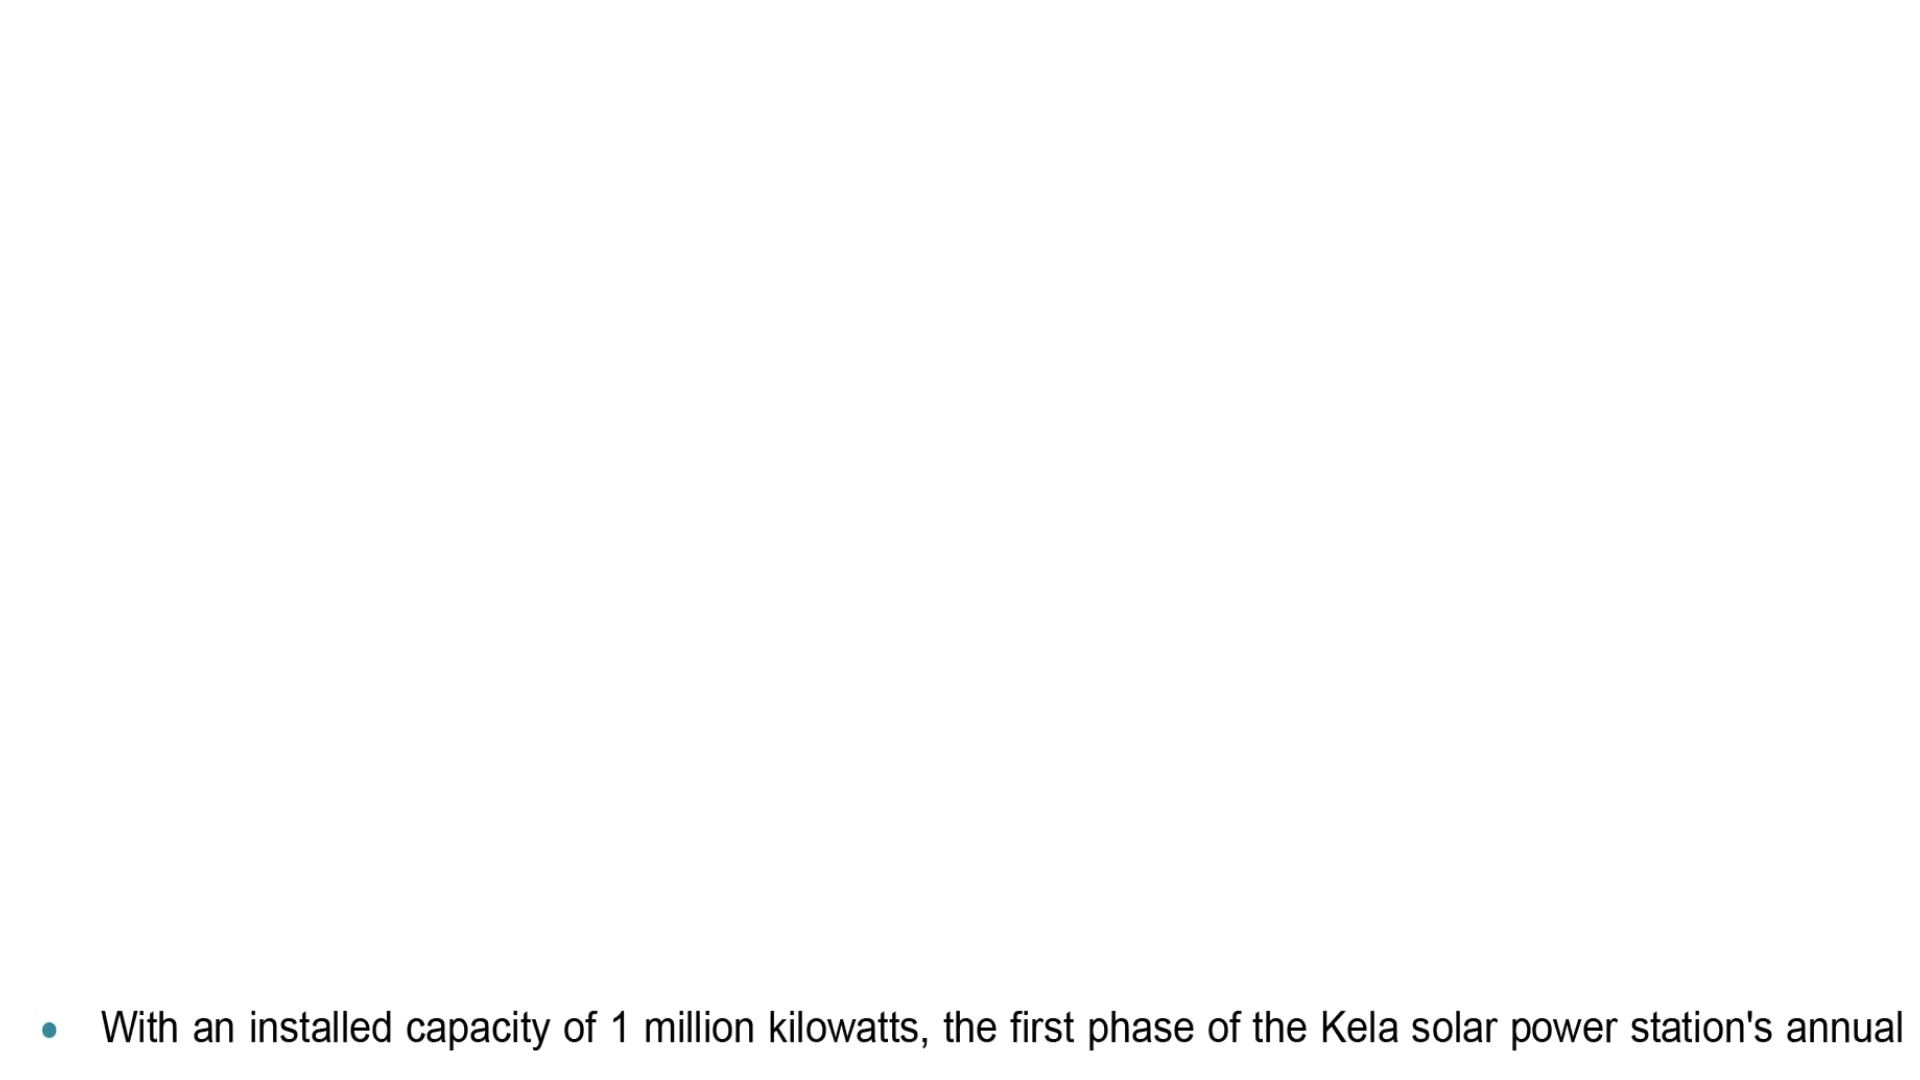 • With an installed capacity of 1 million kilowatts, the first phase of the Kela solar power station's annual